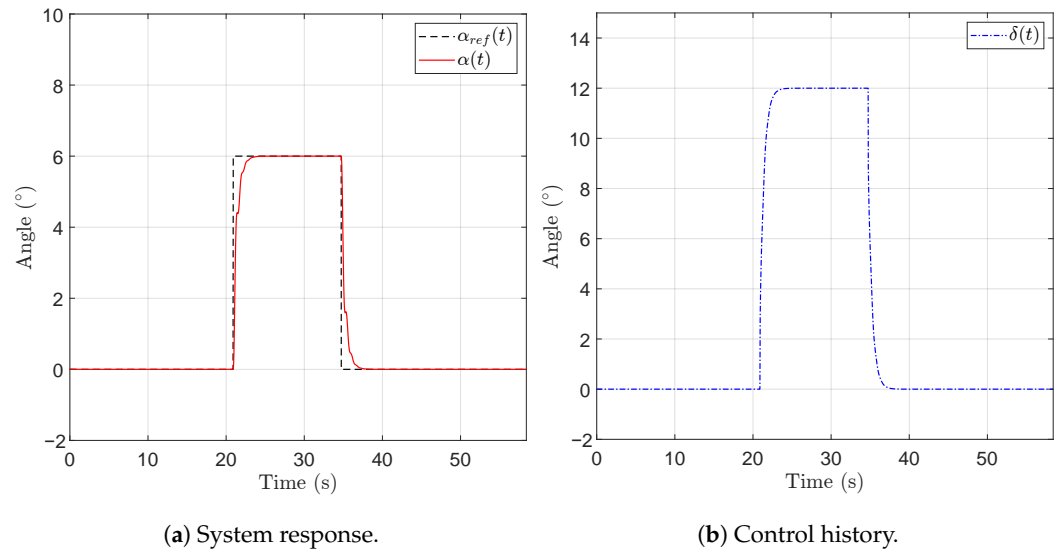 10
8
6
4
2
0
−2
Angle (°)
0 10 20 30 40 50
Time (s)
α_ref(t)
α(t)
(a) System response.
14
12
10
8
6
4
2
0
−2
Angle (°)
0 10 20 30 40 50
Time (s)
δ(t)
(b) Control history.